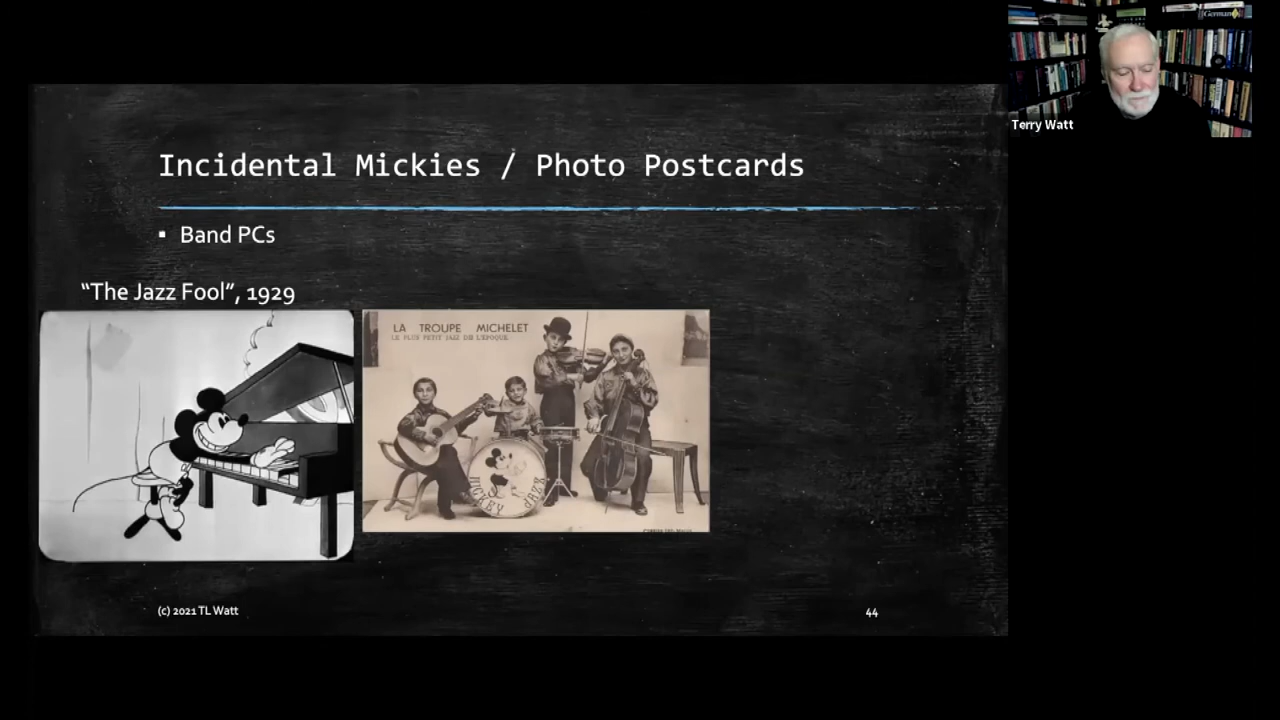 Incidental Mickies / Photo Postcards
▪ Band PCs
“The Jazz Fool”, 1929
LA TROUPE MICHELET
LE PLUS PETIT JAZZ DE L'EPOQUE
MICKEY JAZZ
(c) 2021 TL Watt
44
Terry Watt
German